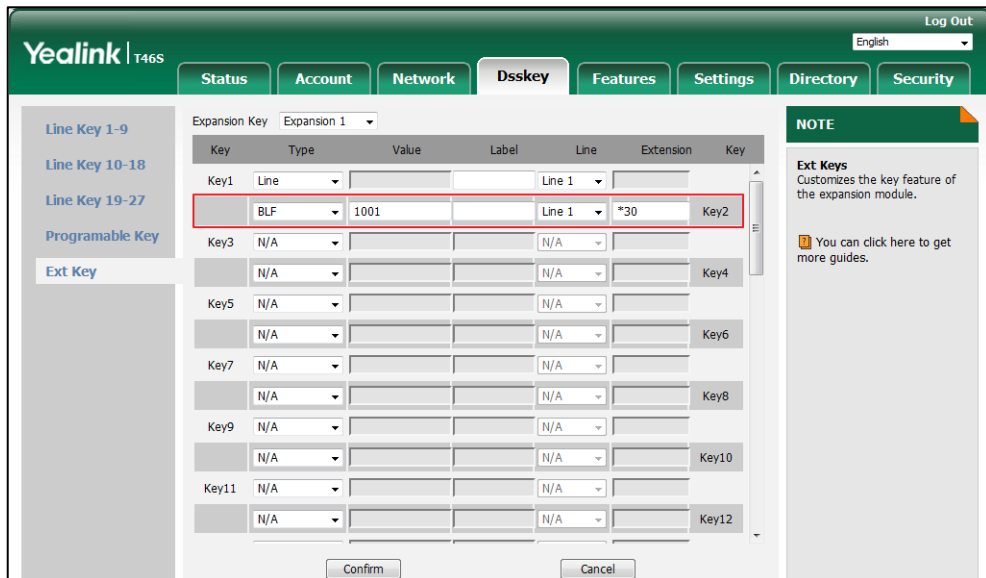 Log Out
Yealink T46S
English
Status Account Network Dsskey Features Settings Directory Security
Line Key 1-9
Line Key 10-18
Line Key 19-27
Programable Key
Ext Key
Expansion Key Expansion 1
Key Type Value Label Line Extension Key
Key1 Line Line 1
BLF 1001 Line 1 *30 Key2
Key3 N/A N/A
N/A N/A Key4
Key5 N/A N/A
N/A N/A Key6
Key7 N/A N/A
N/A N/A Key8
Key9 N/A N/A
N/A N/A Key10
Key11 N/A N/A
N/A N/A Key12
Confirm Cancel
NOTE
Ext Keys
Customizes the key feature of
the expansion module.
? You can click here to get
more guides.